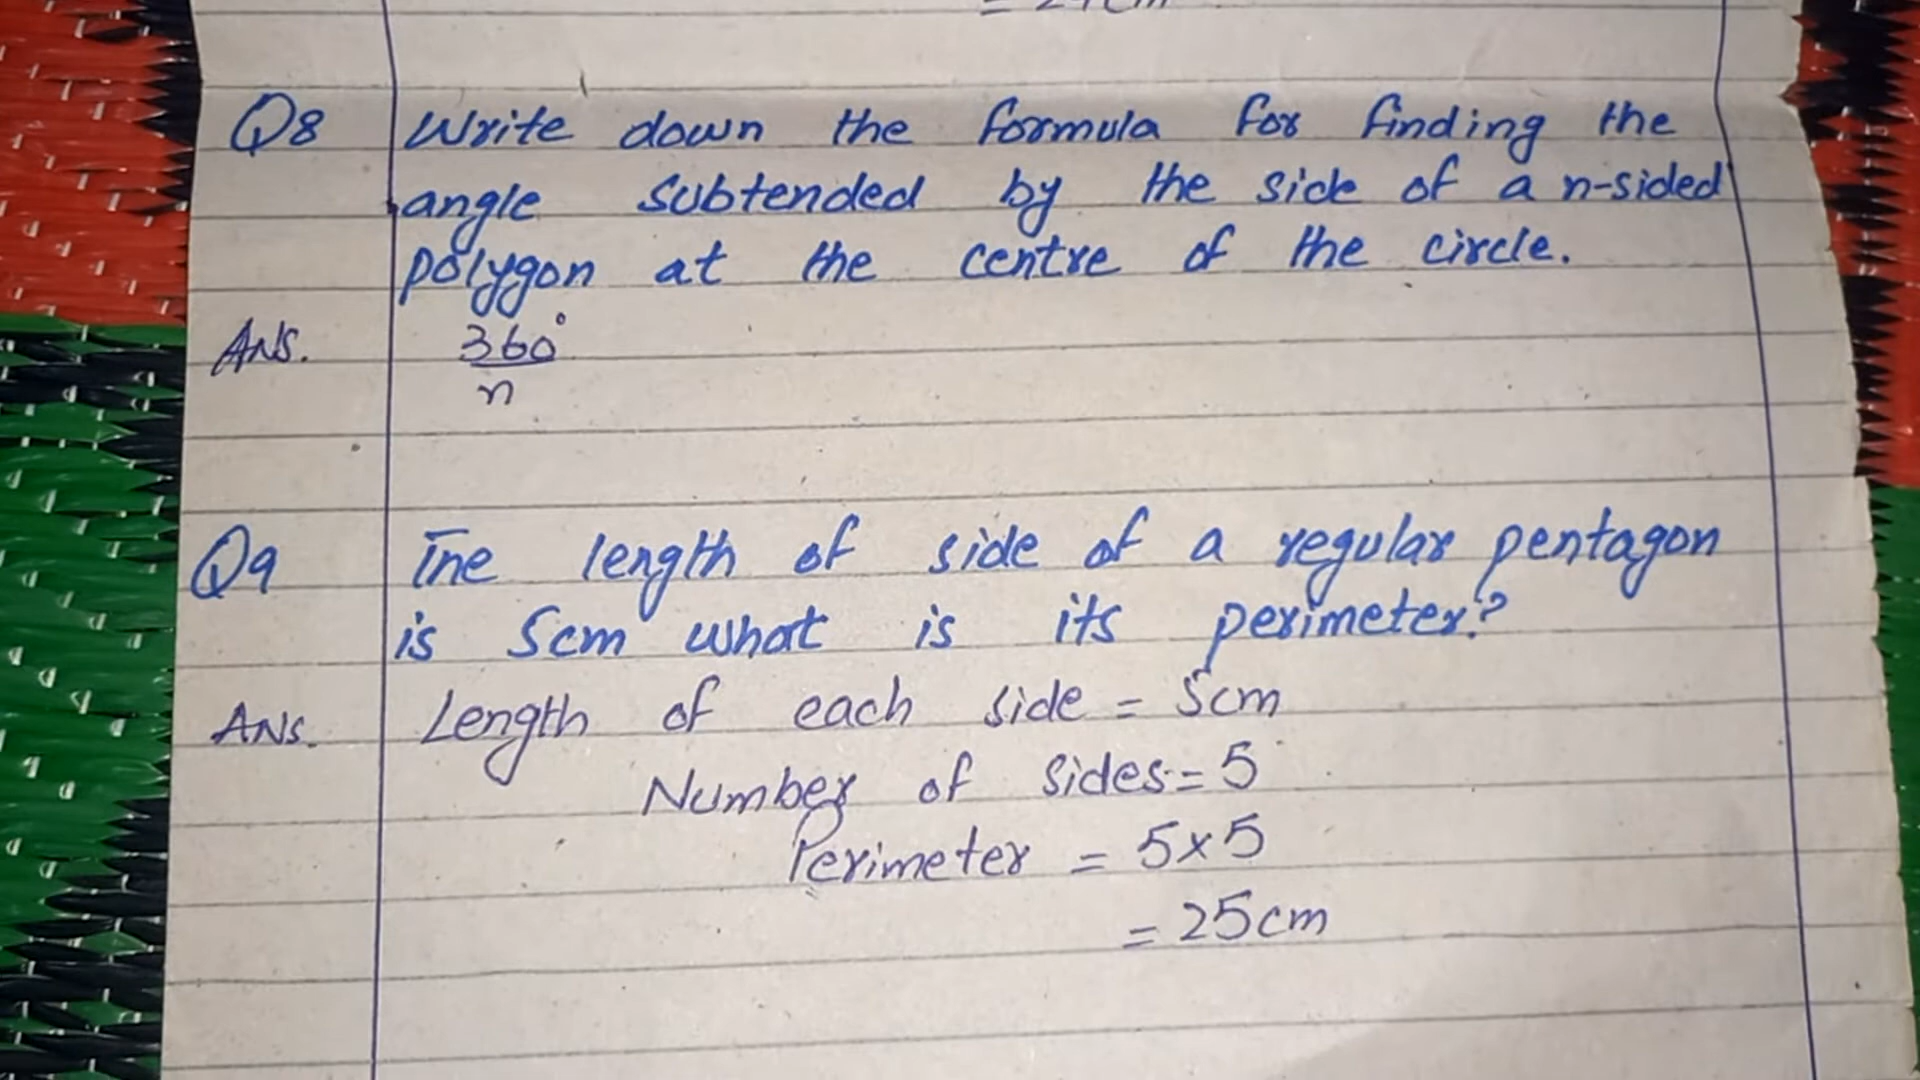 = 24cm
Q8 Write down the formula for finding the
angle subtended by the side of a n-sided
polygon at the centre of the circle.
Ans. 360°
n
Q9 The length of side of a regular pentagon
is 5cm what is its perimeter?
Ans. Length of each side = 5cm
Number of sides = 5
Perimeter = 5x5
= 25cm